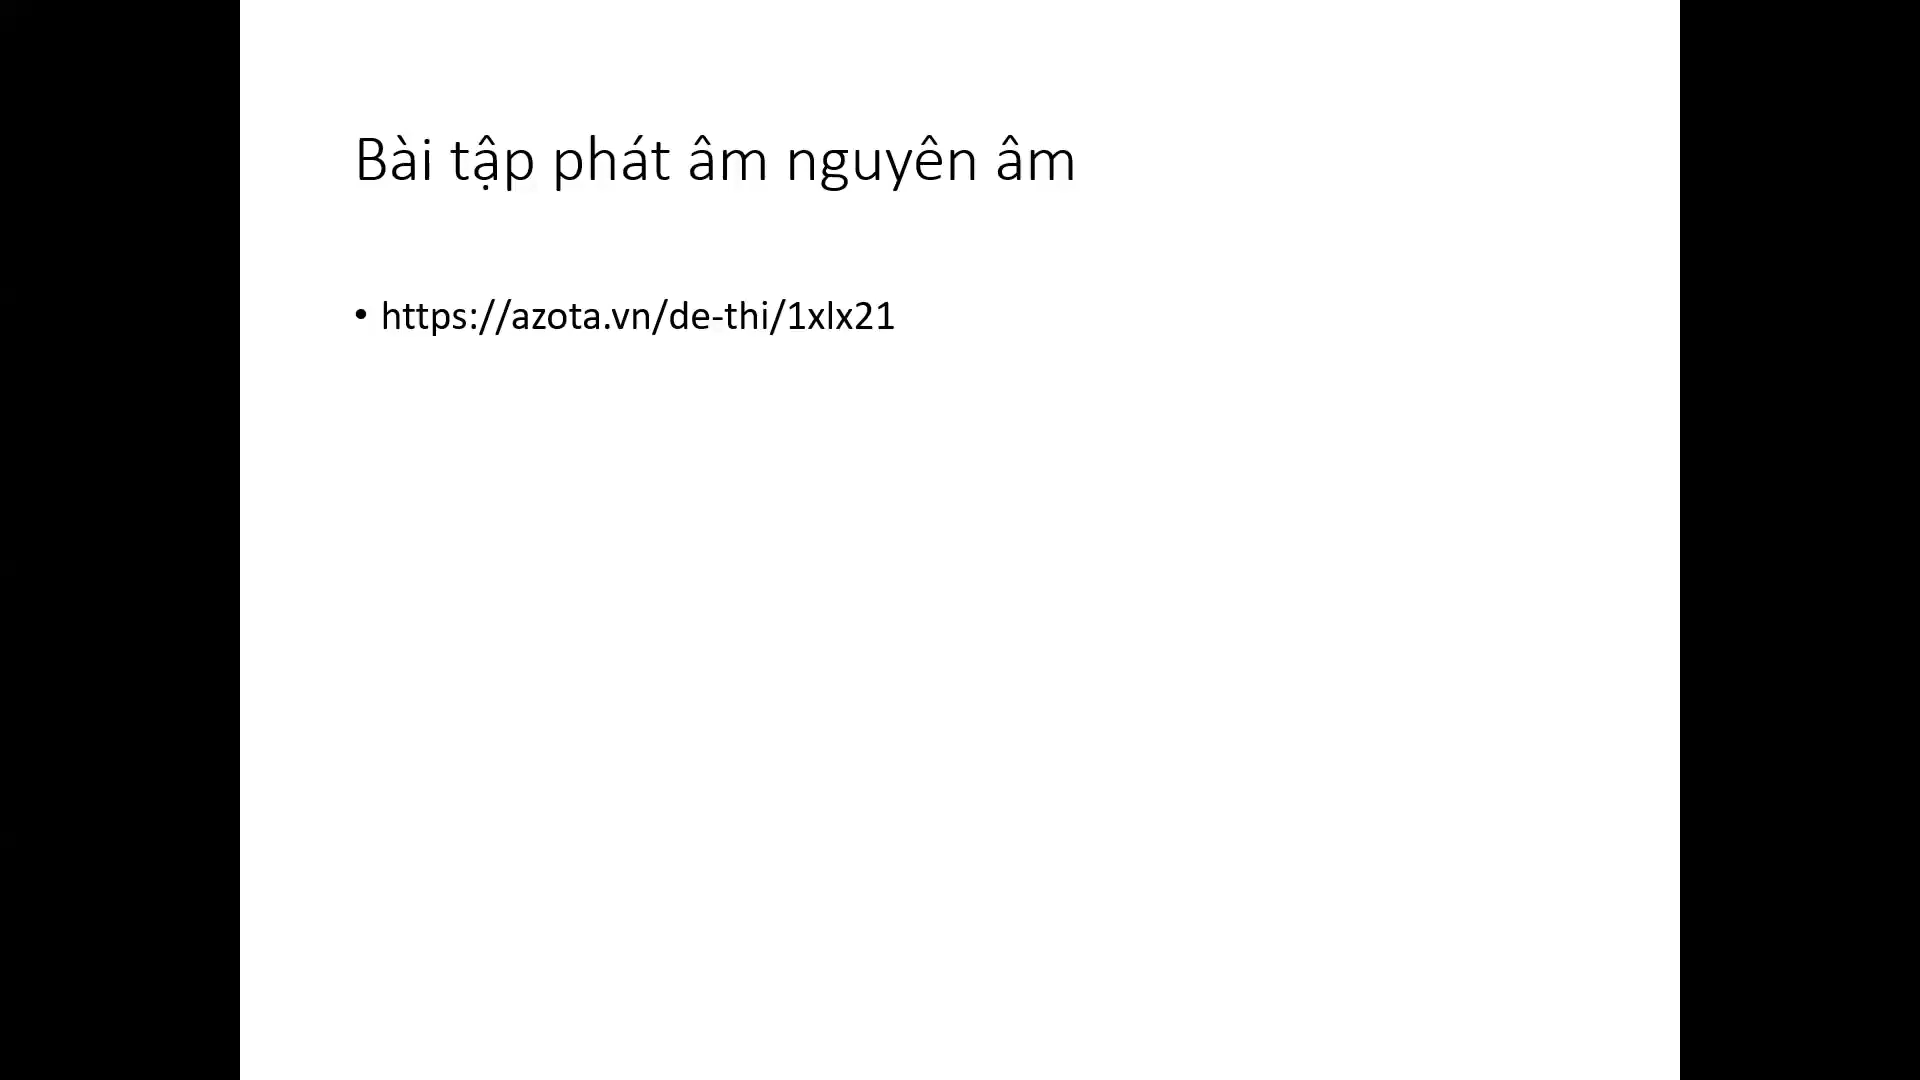 Bài tập phát âm nguyên âm
• https://azota.vn/de-thi/1xlx21